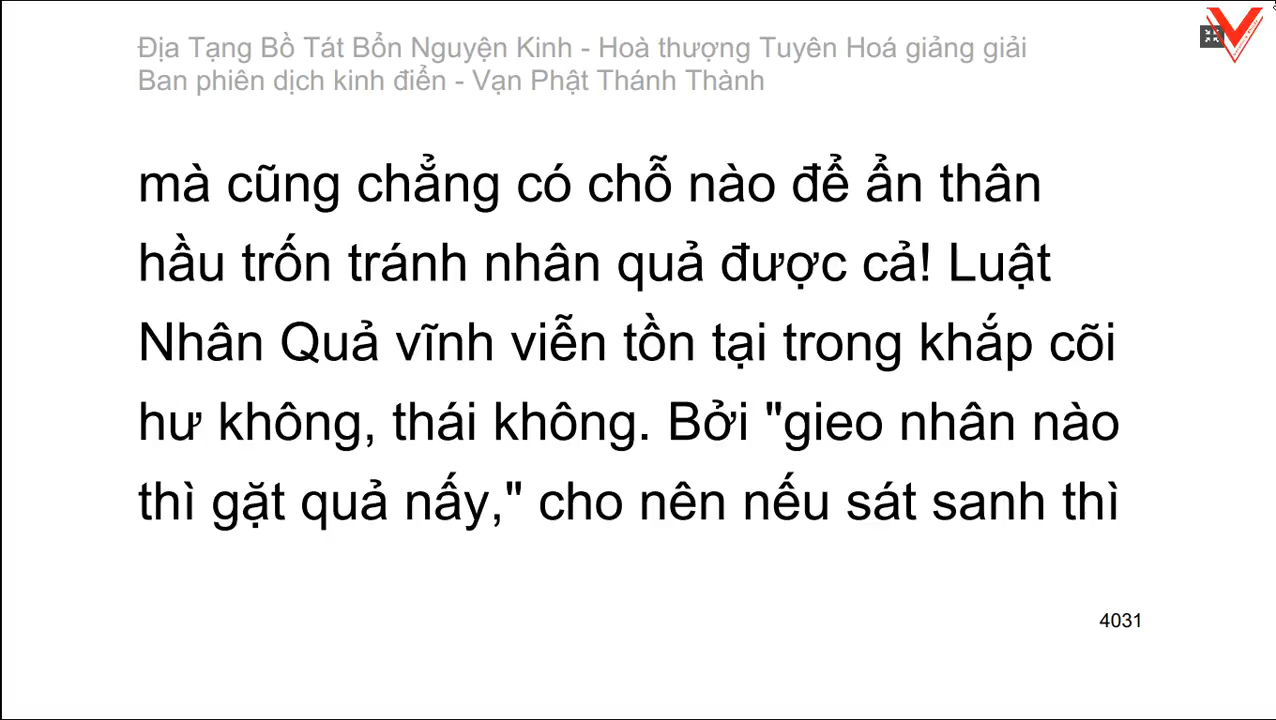 Địa Tạng Bồ Tát Bổn Nguyện Kinh - Hoà thượng Tuyên Hoá giảng giải
Ban phiên dịch kinh điển - Vạn Phật Thánh Thành
mà cũng chẳng có chỗ nào để ẩn thân
hầu trốn tránh nhân quả được cả! Luật
Nhân Quả vĩnh viễn tồn tại trong khắp cõi
hư không, thái không. Bởi "gieo nhân nào
thì gặt quả nấy," cho nên nếu sát sanh thì
4031